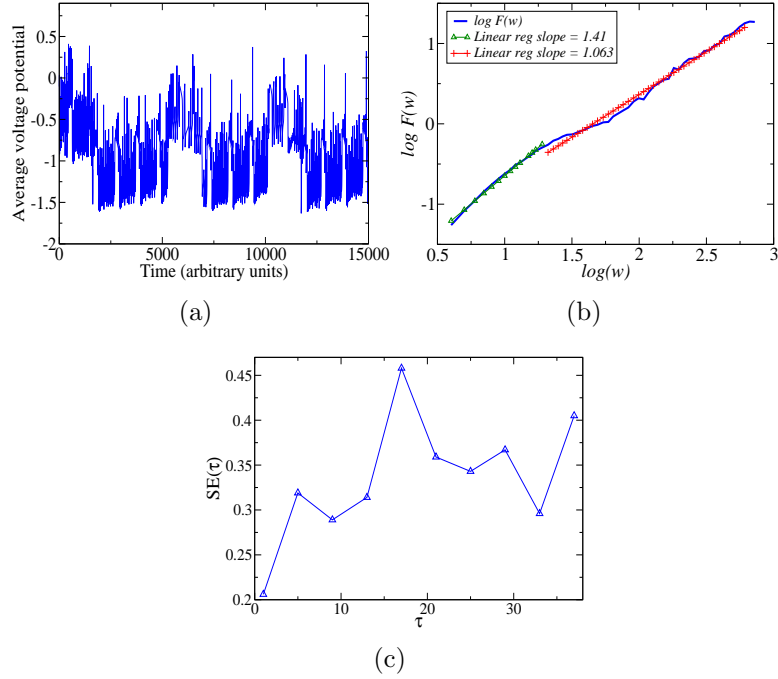 0.5
0
-0.5
-1
-1.5
-2
Average voltage potential
0 5000 10000 15000
Time (arbitrary units)
(a)
log F(w)
Linear reg slope = 1.41
Linear reg slope = 1.063
1
0
-1
log F(w)
0.5 1 1.5 2 2.5 3
log(w)
(b)
0.45
0.4
0.35
0.3
0.25
0.2
SE(τ)
0 10 20 30
τ
(c)